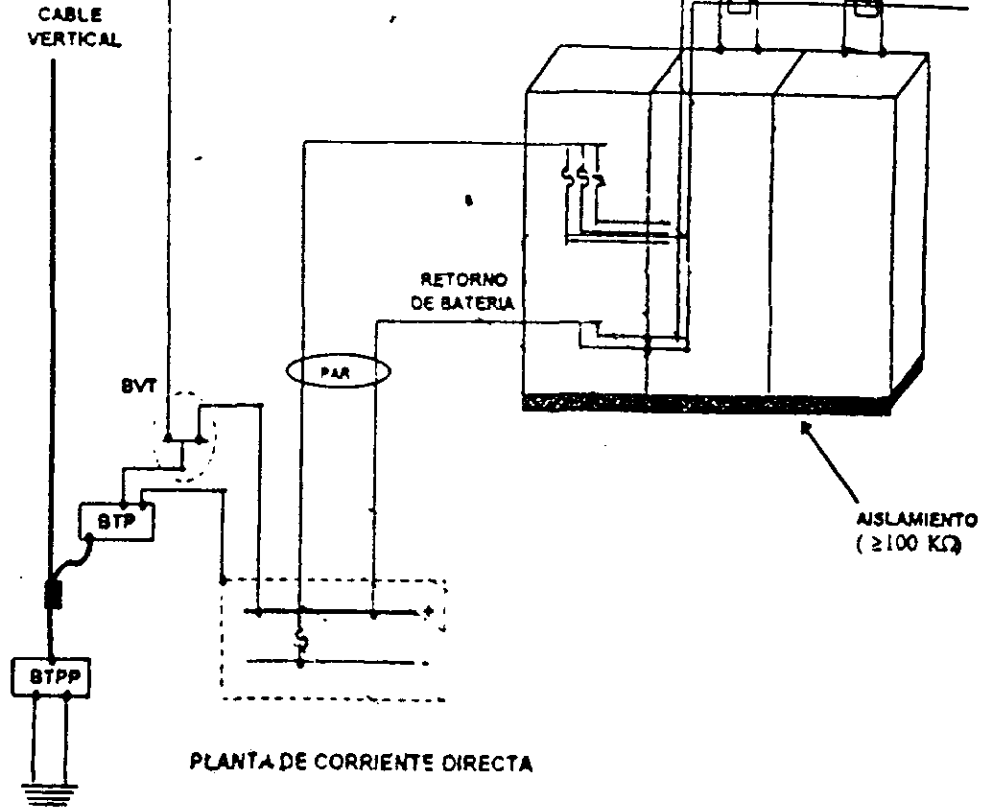 CABLE
VERTICAL
RETORNO
DE BATERIA
PAR
BVT
BTP
AISLAMIENTO
( ≥100 KΩ)
+
BTPP
-
PLANTA DE CORRIENTE DIRECTA